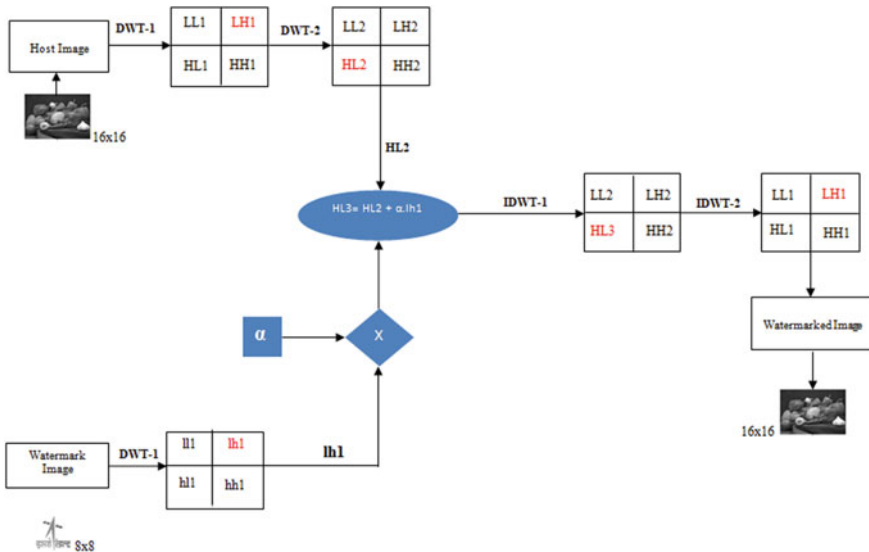 Host Image
DWT-1
LL1
LH1
HL1
HH1
DWT-2
LL2
LH2
HL2
HH2
16x16
HL2
HL3= HL2 + α.lh1
IDWT-1
LL2
LH2
HL3
HH2
IDWT-2
LL1
LH1
HL1
HH1
α
X
Watermarked Image
16x16
Watermark
Image
DWT-1
ll1
lh1
hl1
hh1
lh1
8x8